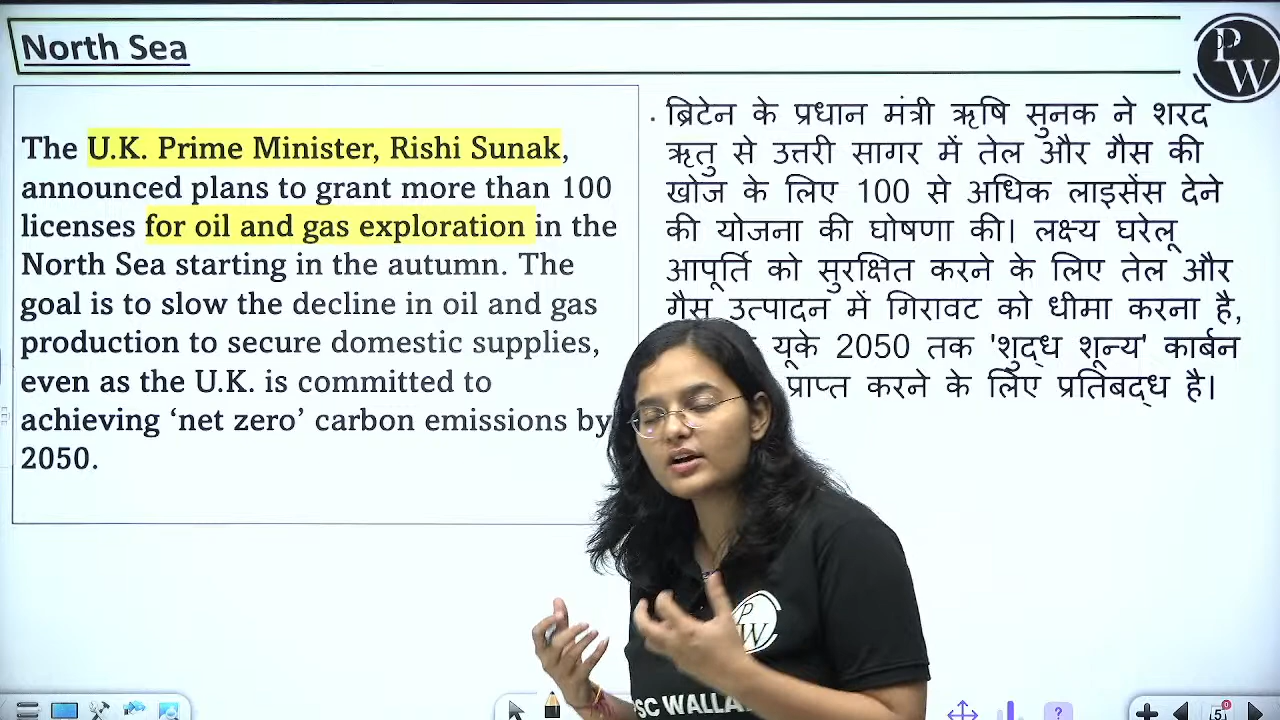 North Sea
PW
The U.K. Prime Minister, Rishi Sunak,
announced plans to grant more than 100
licenses for oil and gas exploration in the
North Sea starting in the autumn. The
goal is to slow the decline in oil and gas
production to secure domestic supplies,
even as the U.K. is committed to
achieving ‘net zero’ carbon emissions by
2050.
. ब्रिटेन के प्रधान मंत्री ऋषि सुनक ने शरद
ऋतु से उत्तरी सागर में तेल और गैस की
खोज के लिए 100 से अधिक लाइसेंस देने
की योजना की घोषणा की। लक्ष्य घरेलू
आपूर्ति को सुरक्षित करने के लिए तेल और
गैस उत्पादन में गिरावट को धीमा करना है,
यूके 2050 तक 'शुद्ध शून्य' कार्बन
प्राप्त करने के लिए प्रतिबद्ध है।
PW
PSC WALLA
?